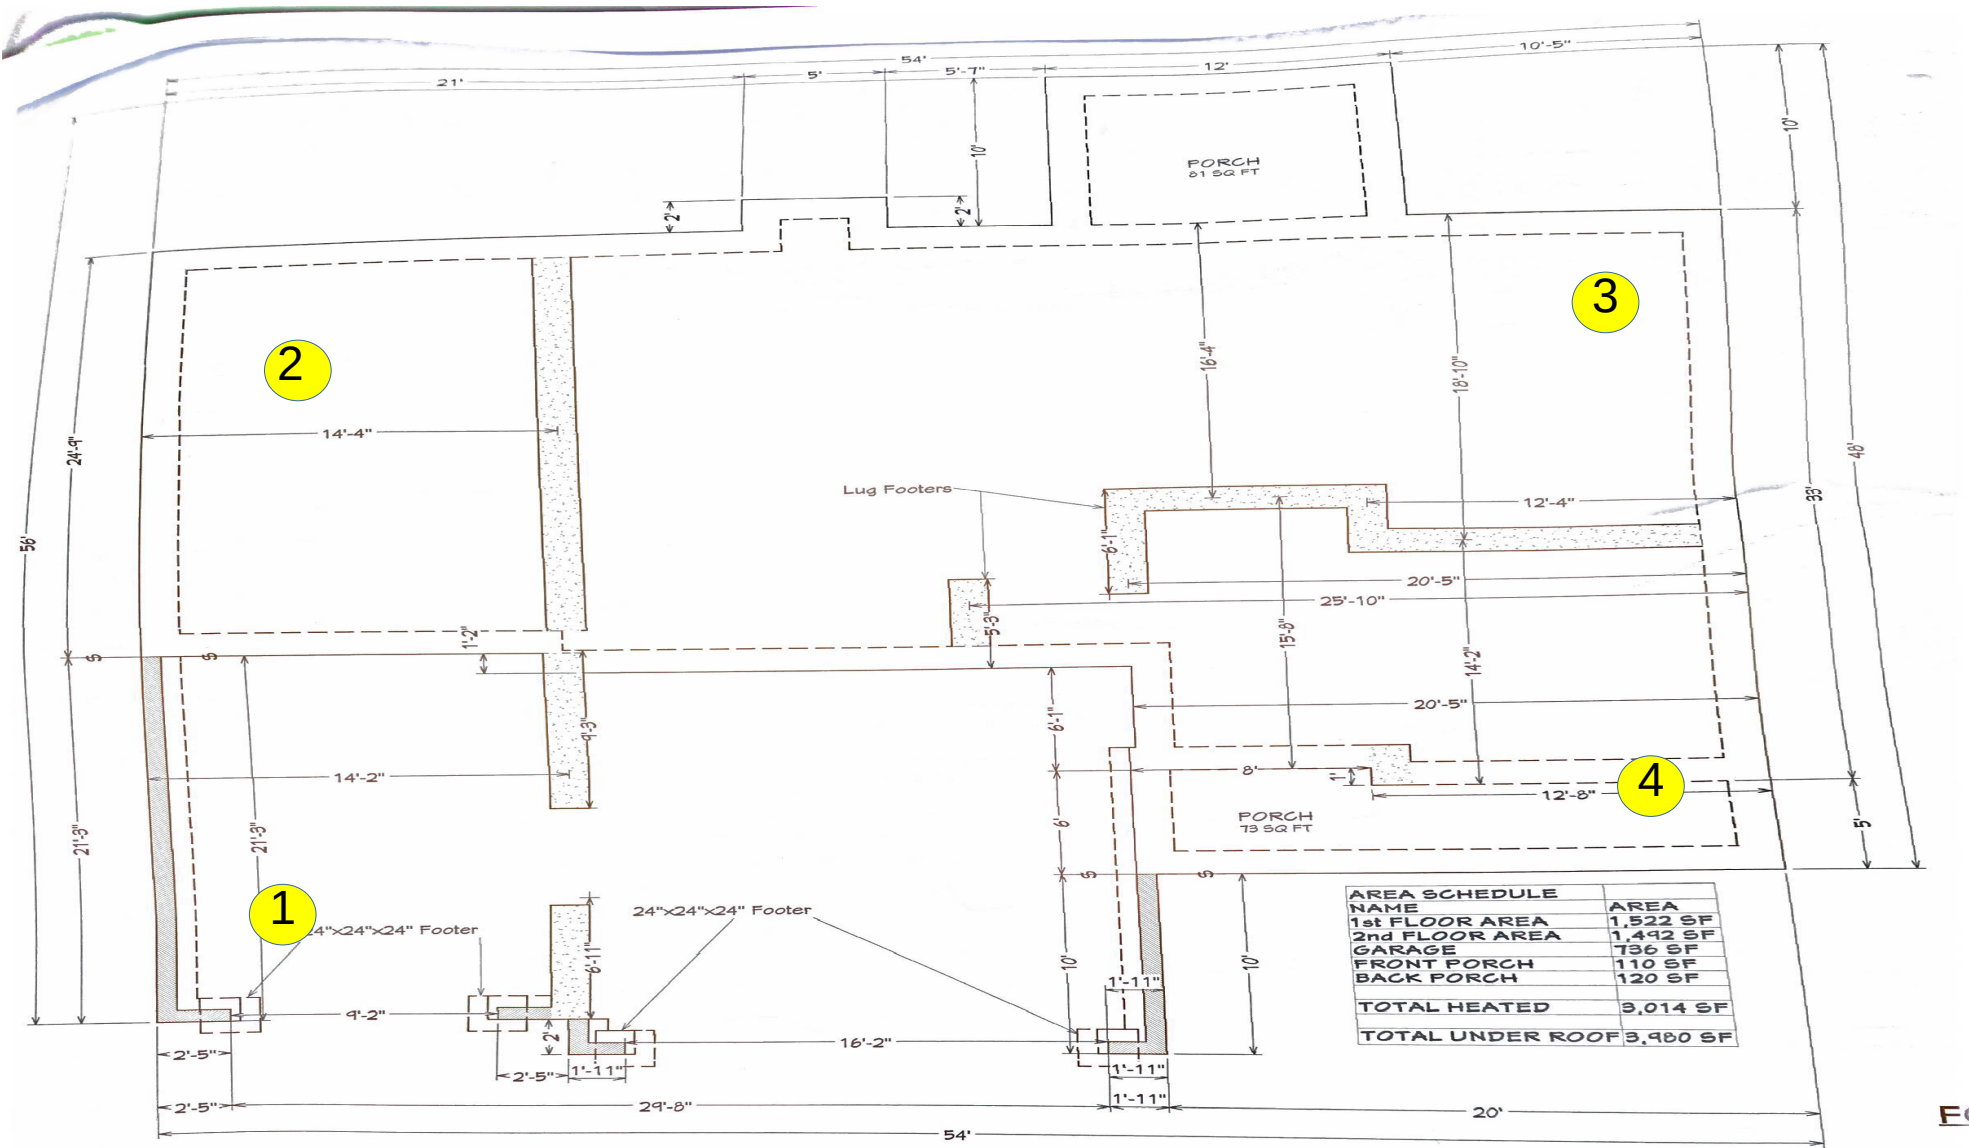 54'
10'-5"
21'
5'
5'-7"
12'
10'
10'
2'
2'
PORCH
81 SQ FT
3
2
16'-4"
18'-10"
14'-4"
24'-9"
48'
33'
56'
Lug Footers
12'-4"
6'-1"
20'-5"
25'-10"
1'-2"
5'-3"
15'-8"
14'-2"
S
S
9'-3"
6'-1"
20'-5"
14'-2"
8'
1'
4
12'-8"
21'-3"
21'-3"
6'
PORCH
73 SQ FT
5'
S
S
1
24"x24"x24" Footer
24"x24"x24" Footer
6'-11"
10'
10'
1'-11"
9'-2"
2'
16'-2"
2'-5"
2'-5"
1'-11"
1'-11"
2'-5"
29'-8"
1'-11"
20'
54'
AREA SCHEDULE
NAME AREA
1st FLOOR AREA 1,522 SF
2nd FLOOR AREA 1,492 SF
GARAGE 736 SF
FRONT PORCH 110 SF
BACK PORCH 120 SF
TOTAL HEATED 3,014 SF
TOTAL UNDER ROOF 3,980 SF